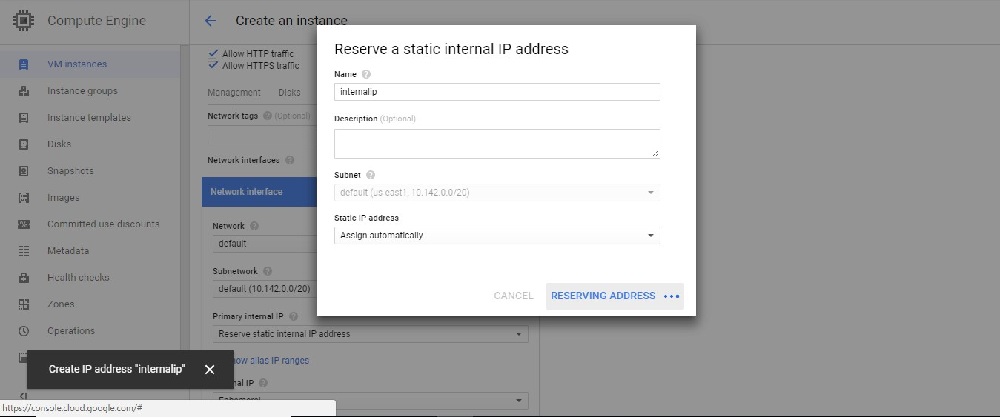 Compute Engine
VM instances
Instance groups
Instance templates
Disks
Snapshots
Images
Committed use discounts
Metadata
Health checks
Zones
Operations
Create an instance
Allow HTTP traffic
Allow HTTPS traffic
Management Disks
Network tags ? (Optional)
Network interfaces ?
Network interface
Network ?
default
Subnetwork ?
default (10.142.0.0/20)
Primary internal IP ?
Reserve static internal IP address
alias IP ranges
IP ?
Ephemeral
Reserve a static internal IP address
Name ?
internalip
Description (Optional)
Subnet ?
default (us-east1, 10.142.0.0/20)
Static IP address
Assign automatically
CANCEL RESERVING ADDRESS
Create IP address "internalip"
https://console.cloud.google.com/#